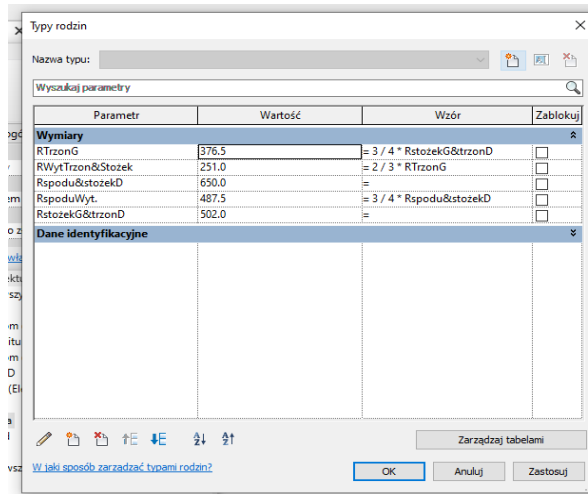 Typy rodzin
Nazwa typu:
Wyszukaj parametry
Parametr Wartość Wzór Zablokuj
Wymiary
RTrzonG 376.5 = 3 / 4 * RstożekG&trzonD
RWytTrzon&Stożek 251.0 = 2 / 3 * RTrzonG
Rspodu&stożekD 650.0 =
RspoduWyt. 487.5 = 3 / 4 * Rspodu&stożekD
RstożekG&trzonD 502.0 =
Dane identyfikacyjne
Zarządzaj tabelami
W jaki sposób zarządzać typami rodzin?
OK Anuluj Zastosuj